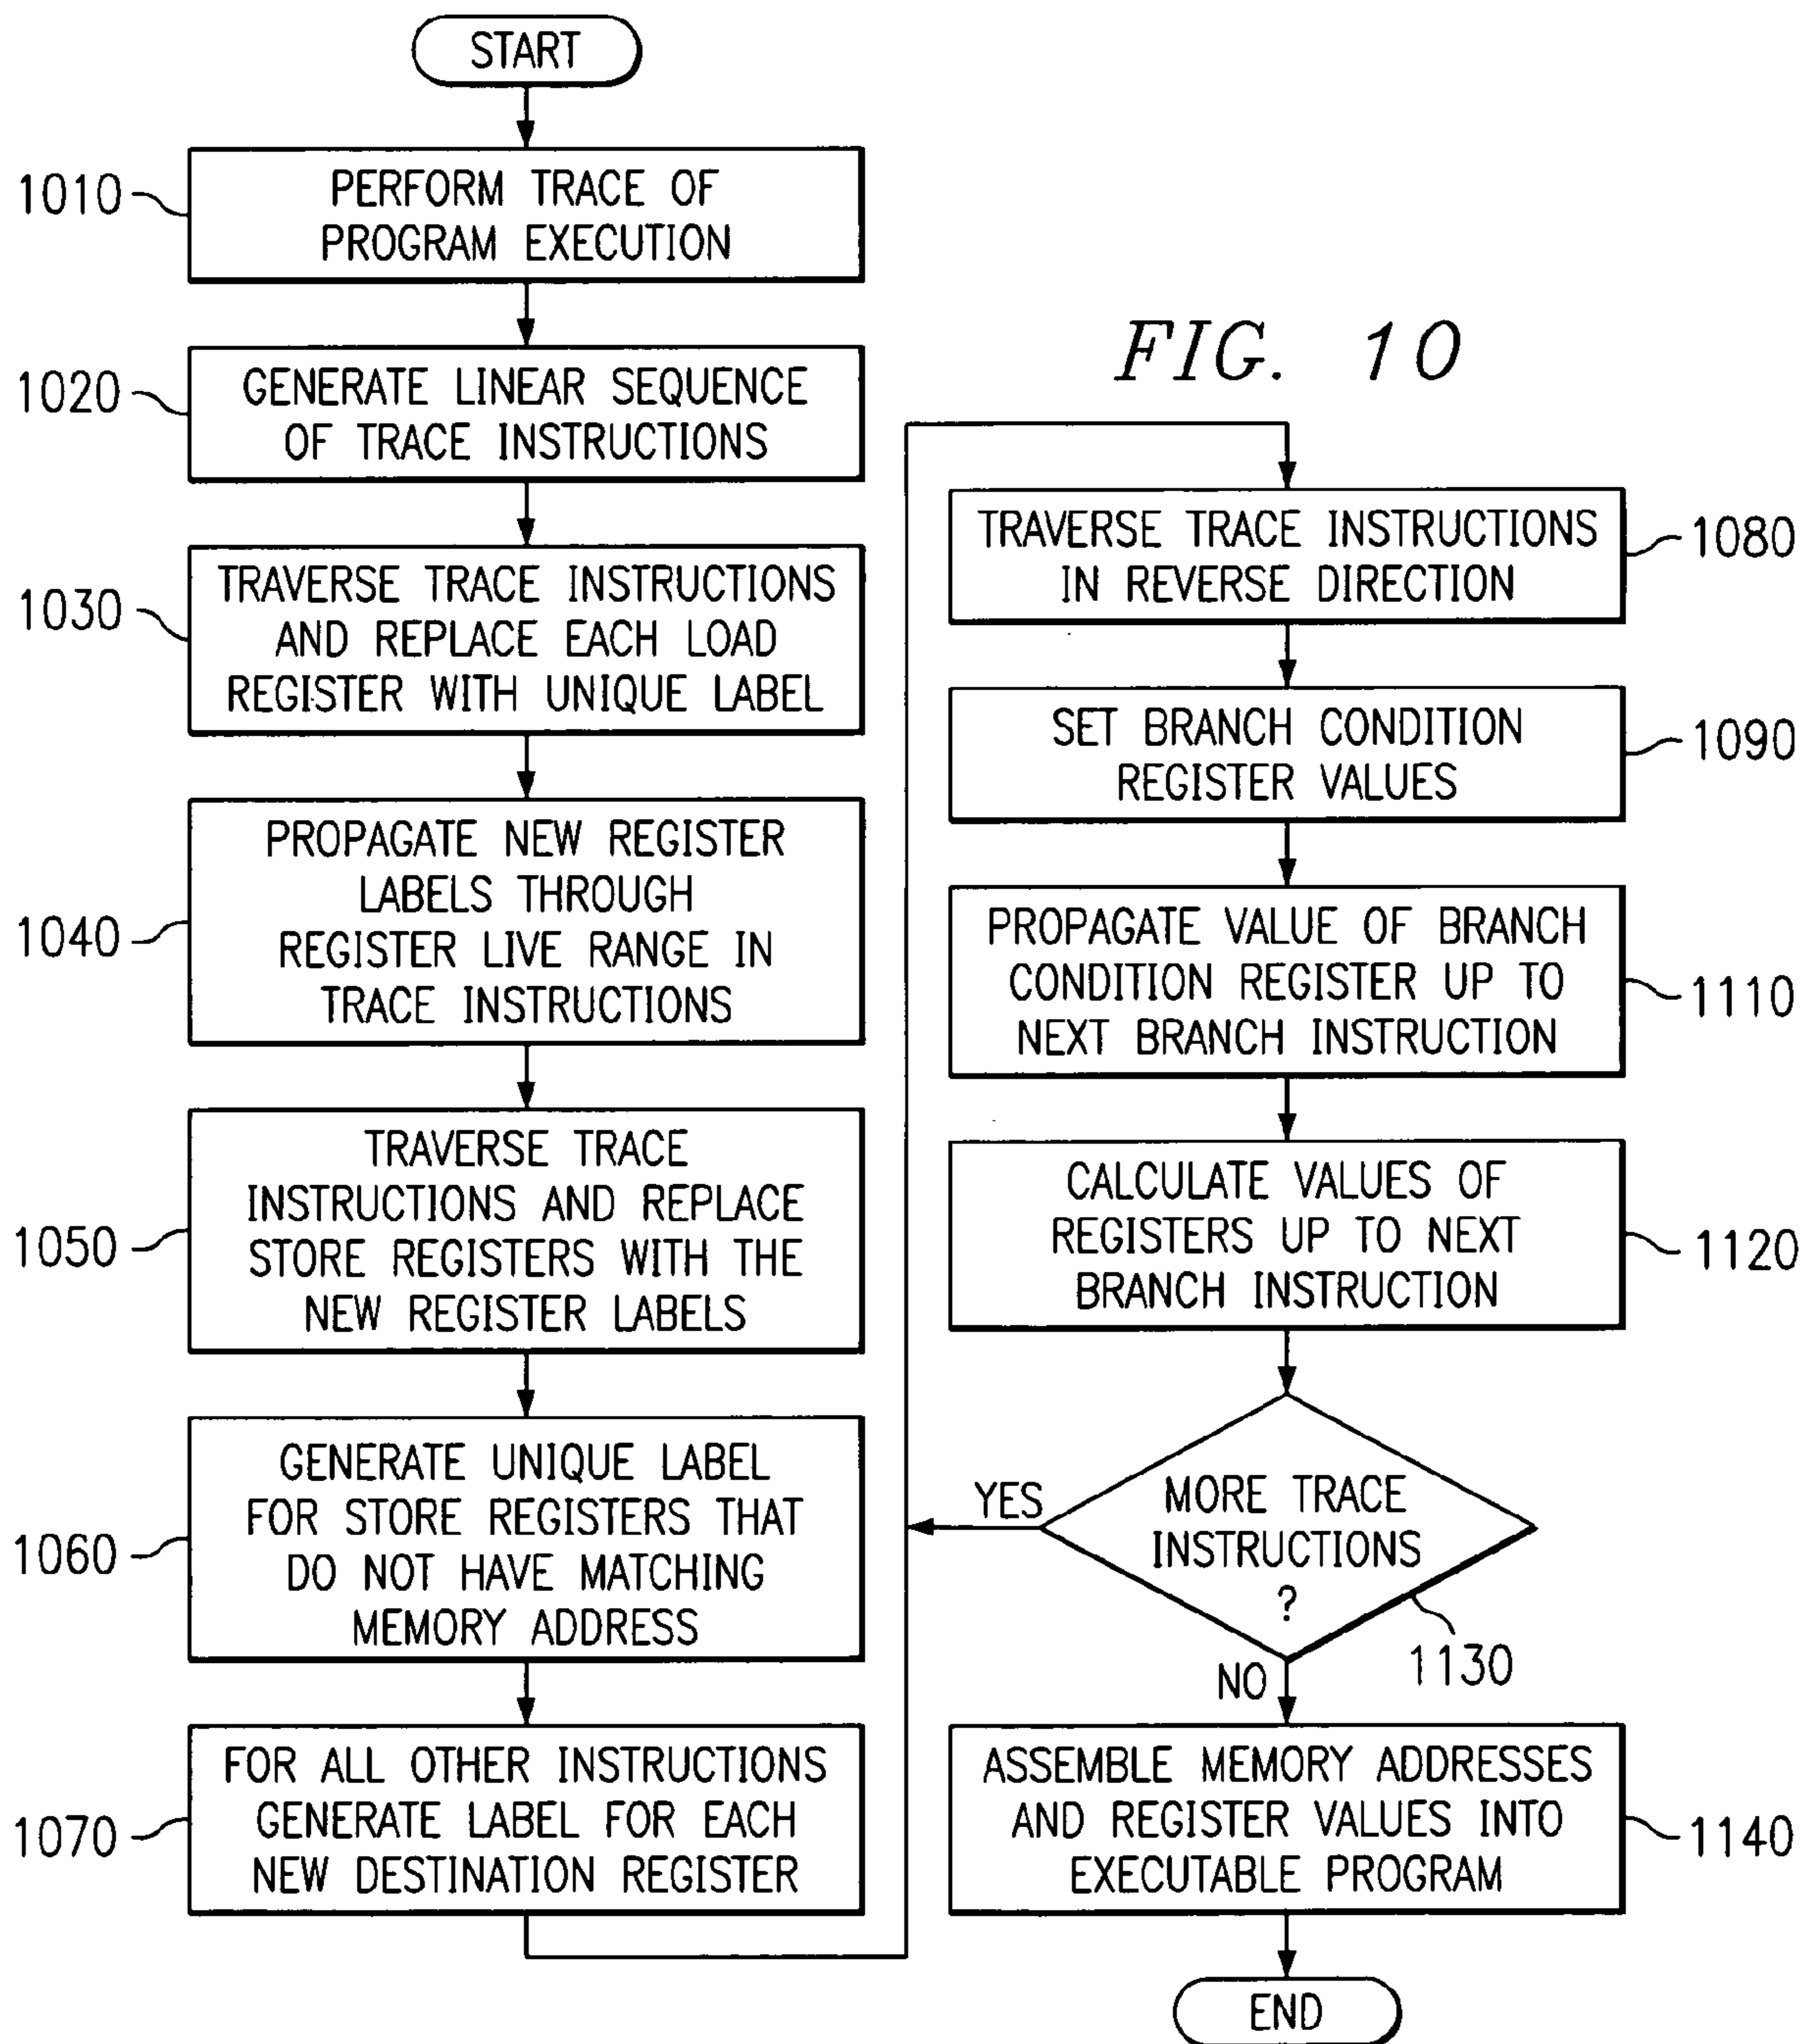 START
1010
PERFORM TRACE OF
PROGRAM EXECUTION
1020
GENERATE LINEAR SEQUENCE
OF TRACE INSTRUCTIONS
1030
TRAVERSE TRACE INSTRUCTIONS
AND REPLACE EACH LOAD
REGISTER WITH UNIQUE LABEL
1040
PROPAGATE NEW REGISTER
LABELS THROUGH
REGISTER LIVE RANGE IN
TRACE INSTRUCTIONS
1050
TRAVERSE TRACE
INSTRUCTIONS AND REPLACE
STORE REGISTERS WITH THE
NEW REGISTER LABELS
1060
GENERATE UNIQUE LABEL
FOR STORE REGISTERS THAT
DO NOT HAVE MATCHING
MEMORY ADDRESS
1070
FOR ALL OTHER INSTRUCTIONS
GENERATE LABEL FOR EACH
NEW DESTINATION REGISTER
FIG. 10
TRAVERSE TRACE INSTRUCTIONS
IN REVERSE DIRECTION
1080
SET BRANCH CONDITION
REGISTER VALUES
1090
PROPAGATE VALUE OF BRANCH
CONDITION REGISTER UP TO
NEXT BRANCH INSTRUCTION
1110
CALCULATE VALUES OF
REGISTERS UP TO NEXT
BRANCH INSTRUCTION
1120
YES
MORE TRACE
INSTRUCTIONS
?
1130
NO
ASSEMBLE MEMORY ADDRESSES
AND REGISTER VALUES INTO
EXECUTABLE PROGRAM
1140
END